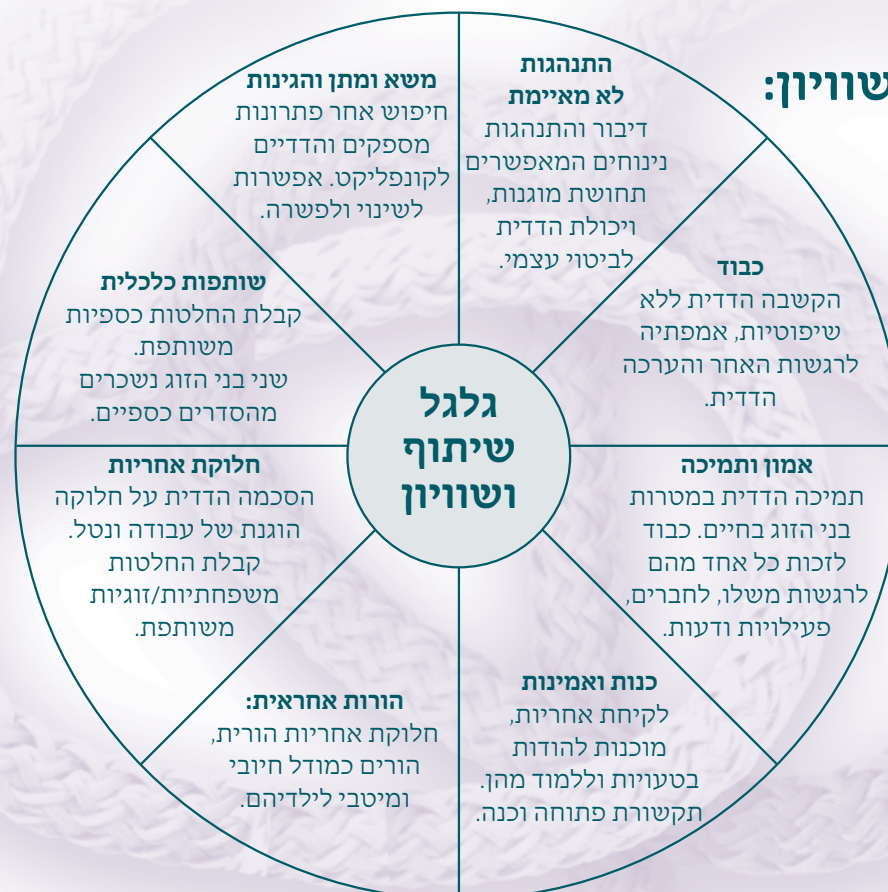 שוויון:
התנהגות
לא מאיימת
דיבור והתנהגות
נינוחים המאפשרים
תחושת מוגנות,
ויכולת הדדית
לביטוי עצמי.
כבוד
הקשבה הדדית ללא
שיפוטיות, אמפתיה
לרגשות האחר והערכה
הדדית.
אמון ותמיכה
תמיכה הדדית במטרות
בני הזוג בחיים. כבוד
לזכות כל אחד מהם
לרגשות משלו, לחברים,
פעילויות ודעות.
כנות ואמינות
לקיחת אחריות,
מוכנות להודות
בטעויות וללמוד מהן.
תקשורת פתוחה וכנה.
הורות אחראית:
חלוקת אחריות הורית,
הורים כמודל חיובי
ומיטבי לילדיהם.
חלוקת אחריות
הסכמה הדדית על חלוקה
הוגנת של עבודה ונטל.
קבלת החלטות
משפחתיות/זוגיות
משותפת.
שותפות כלכלית
קבלת החלטות כספיות
משותפת.
שני בני הזוג נשכרים
מהסדרים כספיים.
משא ומתן והגינות
חיפוש אחר פתרונות
מספקים והדדיים
לקונפליקט. אפשרות
לשינוי ולפשרה.
גלגל
שיתוף
ושוויון